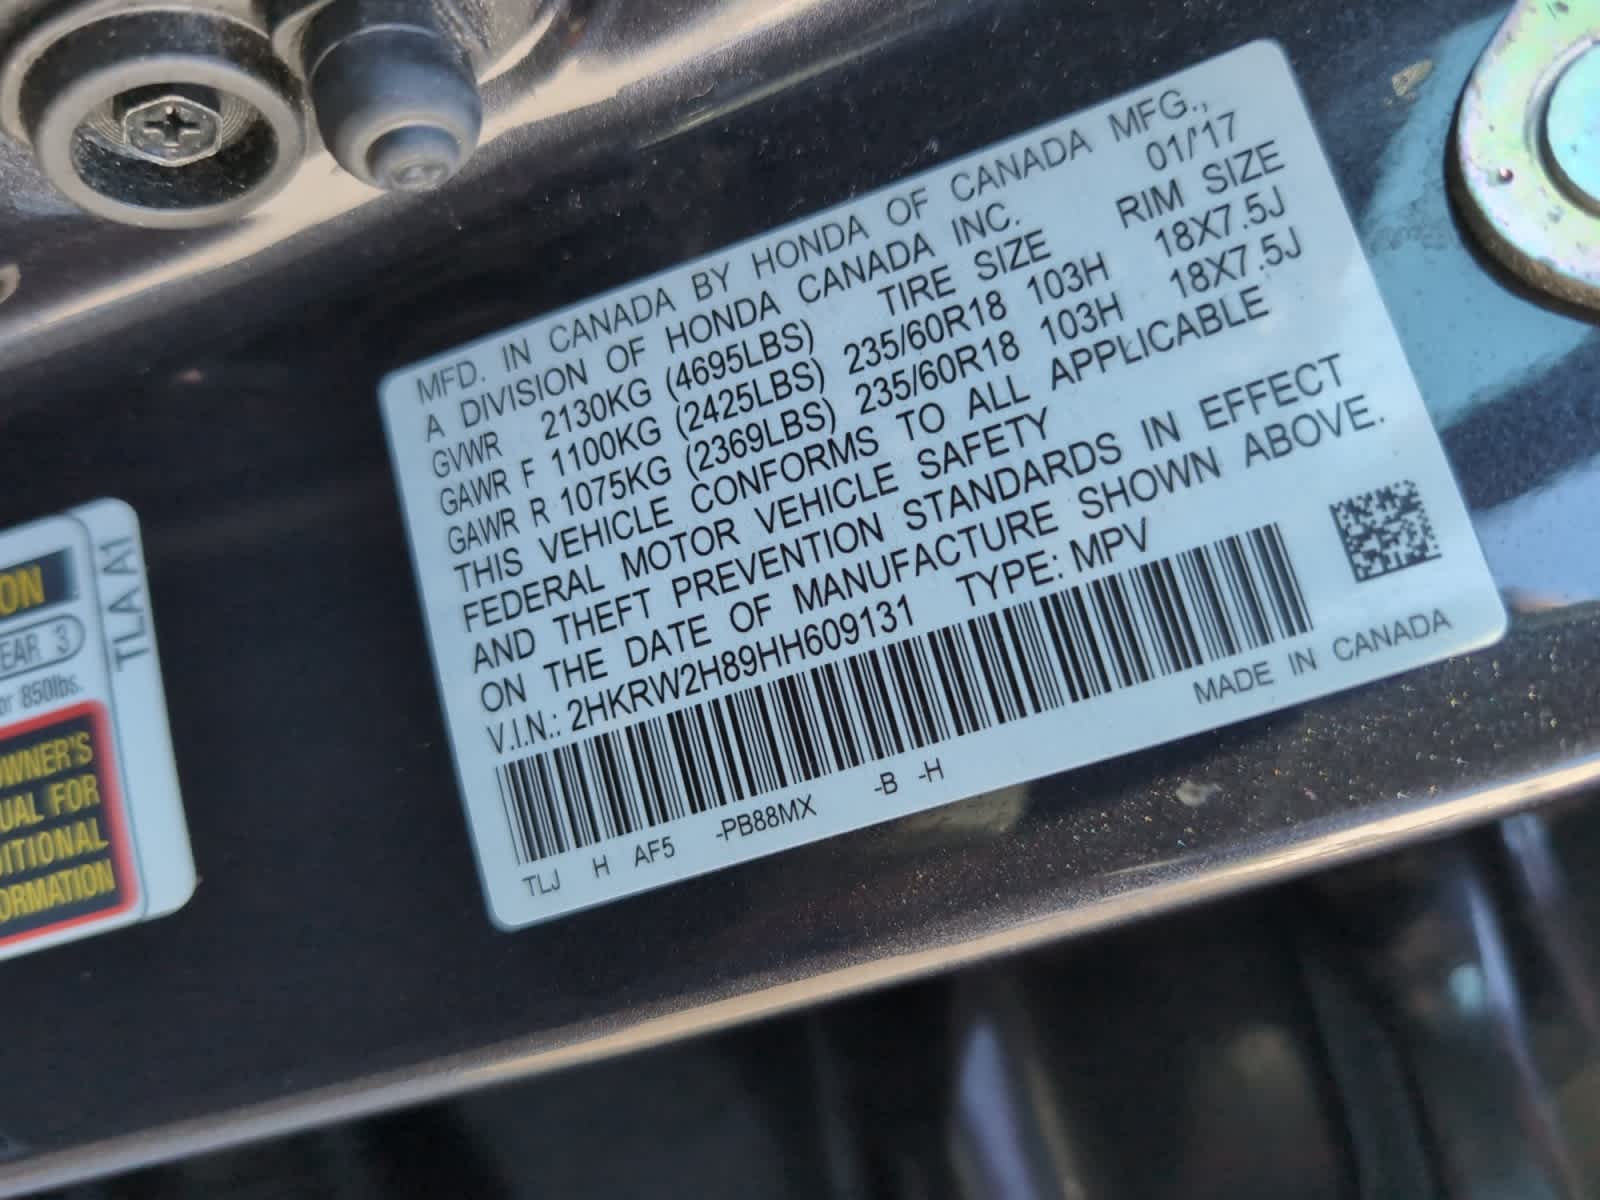 MFD. IN CANADA BY HONDA OF CANADA MFG.,
A DIVISION OF HONDA CANADA INC. 01/'17
GVWR 2130KG (4695LBS) TIRE SIZE RIM SIZE
GAWR F 1100KG (2425LBS) 235/60R18 103H 18X7.5J
GAWR R 1075KG (2369LBS) 235/60R18 103H 18X7.5J
THIS VEHICLE CONFORMS TO ALL APPLICABLE
FEDERAL MOTOR VEHICLE SAFETY
AND THEFT PREVENTION STANDARDS IN EFFECT
ON THE DATE OF MANUFACTURE SHOWN ABOVE.
V.I.N.: 2HKRW2H89HH609131 TYPE: MPV
MADE IN CANADA
TLJ H AF5 -PB88MX -B -H
TLA A1
ON
EAR 3
or 850lbs.
OWNER'S
UAL FOR
DITIONAL
ORMATION